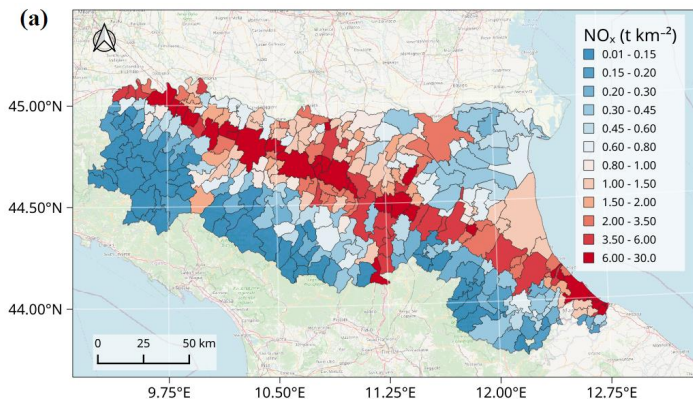 (a)
NOₓ (t km⁻²)
0.01 - 0.15
0.15 - 0.20
0.20 - 0.30
0.30 - 0.45
0.45 - 0.60
0.60 - 0.80
0.80 - 1.00
1.00 - 1.50
1.50 - 2.00
2.00 - 3.50
3.50 - 6.00
6.00 - 30.0
45.00°N
44.50°N
44.00°N
0 25 50 km
9.75°E 10.50°E 11.25°E 12.00°E 12.75°E